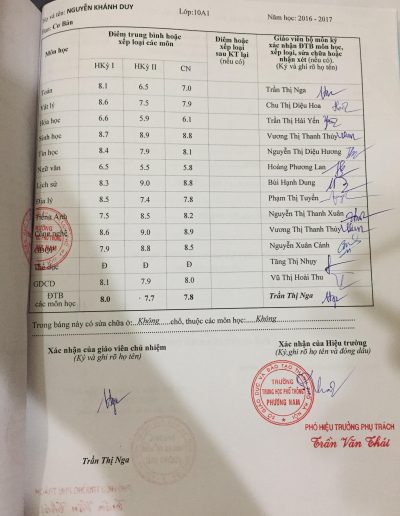 Họ và tên: NGUYỄN KHÁNH DUY Lớp:10A1 Năm học: 2016 - 2017
Ban: Cơ Bản
Môn học Điểm trung bình hoặc xếp loại các môn Điểm hoặc xếp loại sau KT lại (nếu có) Giáo viên bộ môn ký xác nhận ĐTB môn học, xếp loại, sửa chữa hoặc nhận xét (nếu có). (Ký và ghi rõ họ tên)
HKỳ I HKỳ II CN
Toán 8.1 6.5 7.0 Trần Thị Nga
Vật lý 8.6 7.5 7.9 Chu Thị Diệu Hoa
Hóa học 6.6 5.9 6.1 Trần Thị Hải Yến
Sinh học 8.7 8.9 8.8 Vương Thị Thanh Thủy
Tin học 8.4 7.9 8.1 Nguyễn Thị Diệu Hương
Ngữ văn 6.5 5.5 5.8 Hoàng Phương Lan
Lịch sử 8.3 9.0 8.8 Bùi Hạnh Dung
Địa lý 8.5 7.4 7.8 Phạm Thị Tuyến
Tiếng Anh 7.5 8.5 8.2 Nguyễn Thị Thanh Xuân
Công nghệ 8.6 9.0 8.9 Vương Thị Thanh Thủy
7.9 8.8 8.5 Nguyễn Xuân Cảnh
Thể dục Đ Đ Đ Tăng Thị Nhụy
GDCD 8.1 7.9 8.0 Vũ Thị Hoài Thu
ĐTB các môn học 8.0 7.7 7.8 Trần Thị Nga
Trong bảng này có sửa chữa ở: Không chỗ, thuộc các môn học: Không
Xác nhận của giáo viên chủ nhiệm Xác nhận của Hiệu trưởng
(Ký và ghi rõ họ tên) (Ký,ghi rõ họ tên và đóng dấu)
TRƯỜNG
TRUNG HỌC PHỔ THÔNG
PHƯƠNG NAM
PHÓ HIỆU TRƯỞNG PHỤ TRÁCH
Trần Văn Thái
Trần Thị Nga